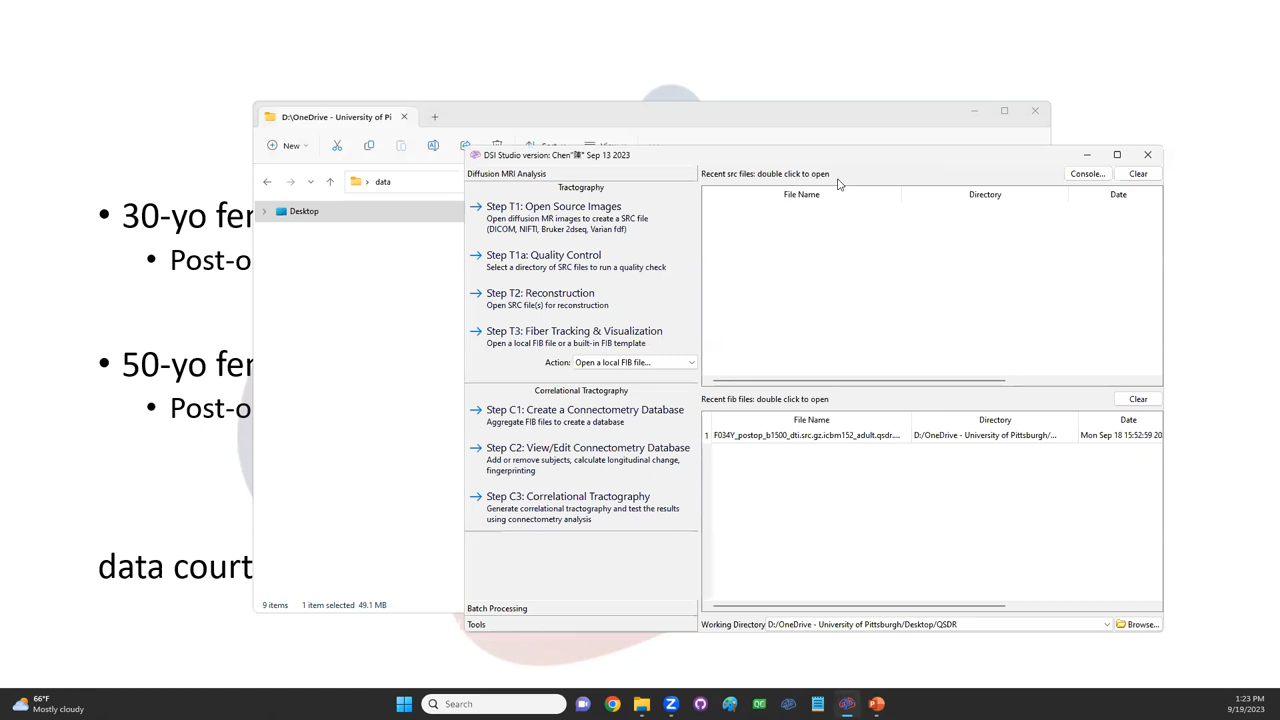 • 30-yo fer
• Post-o
• 50-yo fer
• Post-o
data court
D:\OneDrive - University of Pi
New
data
Desktop
9 items 1 item selected 49.1 MB
DSI Studio version: Chen"陳" Sep 13 2023
Diffusion MRI Analysis
Tractography
Step T1: Open Source Images
Open diffusion MR images to create a SRC file
(DICOM, NIFTI, Bruker 2dseq, Varian fdf)
Step T1a: Quality Control
Select a directory of SRC files to run a quality check
Step T2: Reconstruction
Open SRC file(s) for reconstruction
Step T3: Fiber Tracking & Visualization
Open a local FIB file or a built-in FIB template
Action: Open a local FIB file...
Correlational Tractography
Step C1: Create a Connectometry Database
Aggregate FIB files to create a database
Step C2: View/Edit Connectometry Database
Add or remove subjects, calculate longitudinal change,
fingerprinting
Step C3: Correlational Tractography
Generate correlational tractography and test the results
using connectometry analysis
Batch Processing
Tools
Recent src files: double click to open
Console... Clear
File Name Directory Date
Recent fib files: double click to open
Clear
File Name Directory Date
1 F034Y_postop_b1500_dti.src.gz.icbm152_adult.qsdr.... D:/OneDrive - University of Pittsburgh/... Mon Sep 18 15:52:59 20
Working Directory D:/OneDrive - University of Pittsburgh/Desktop/QSDR Browse...
66°F
Mostly cloudy
Search
1:23 PM
9/19/2023